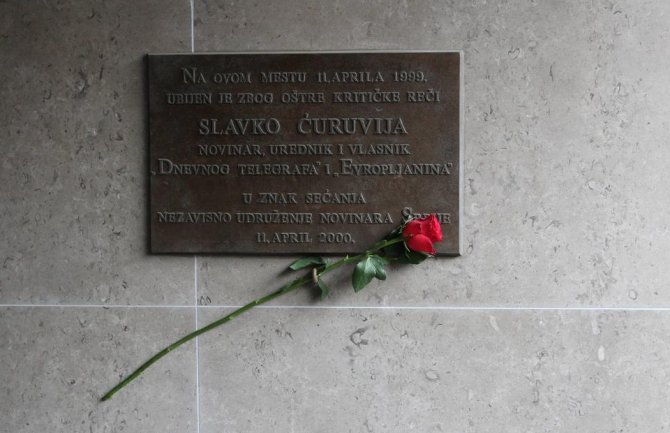 NA OVOM MESTU 11. APRILA 1999.
UBIJEN JE ZBOG OŠTRE KRITIČKE REČI
SLAVKO ĆURUVIJA
NOVINAR, UREDNIK I VLASNIK
„DNEVNOG TELEGRAFA” I „EVROPLJANINA”
U ZNAK SEĆANJA
NEZAVISNO UDRUŽENJE NOVINARA SRBIJE
11. APRIL 2000.